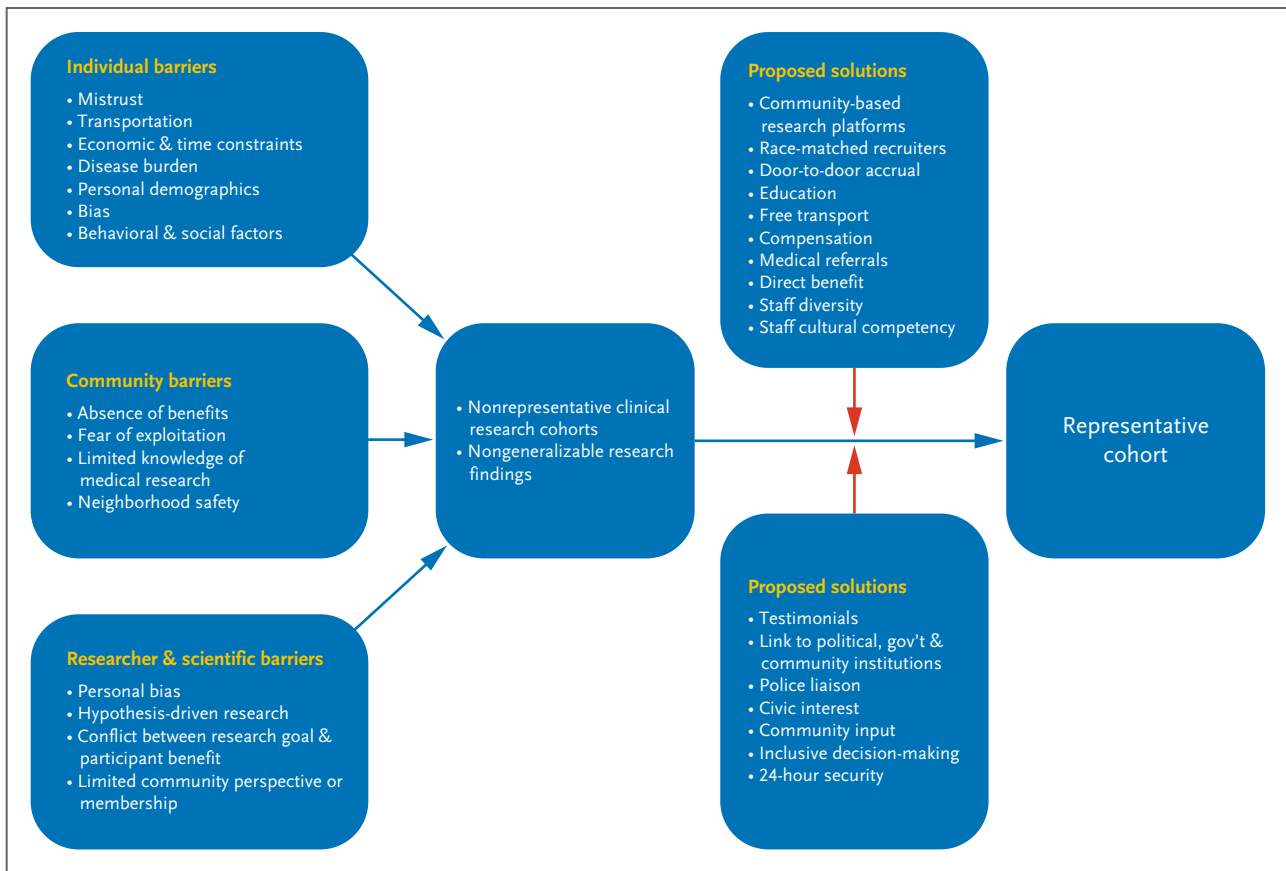 Individual barriers
• Mistrust
• Transportation
• Economic & time constraints
• Disease burden
• Personal demographics
• Bias
• Behavioral & social factors
Community barriers
• Absence of benefits
• Fear of exploitation
• Limited knowledge of
medical research
• Neighborhood safety
Researcher & scientific barriers
• Personal bias
• Hypothesis-driven research
• Conflict between research goal &
participant benefit
• Limited community perspective or
membership
• Nonrepresentative clinical
research cohorts
• Nongeneralizable research
findings
Proposed solutions
• Community-based
research platforms
• Race-matched recruiters
• Door-to-door accrual
• Education
• Free transport
• Compensation
• Medical referrals
• Direct benefit
• Staff diversity
• Staff cultural competency
Proposed solutions
• Testimonials
• Link to political, gov't &
community institutions
• Police liaison
• Civic interest
• Community input
• Inclusive decision-making
• 24-hour security
Representative
cohort